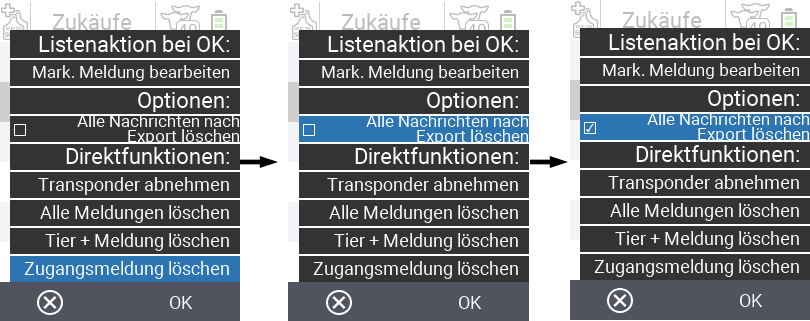 Zukäufe
Listenaktion bei OK:
Mark. Meldung bearbeiten
Optionen:
Alle Nachrichten nach
Export löschen
Direktfunktionen:
Transponder abnehmen
Alle Meldungen löschen
Tier + Meldung löschen
Zugangsmeldung löschen
OK
Zukäufe
Listenaktion bei OK:
Mark. Meldung bearbeiten
Optionen:
Alle Nachrichten nach
Export löschen
Direktfunktionen:
Transponder abnehmen
Alle Meldungen löschen
Tier + Meldung löschen
Zugangsmeldung löschen
OK
Zukäufe
Listenaktion bei OK:
Mark. Meldung bearbeiten
Optionen:
Alle Nachrichten nach
Export löschen
Direktfunktionen:
Transponder abnehmen
Alle Meldungen löschen
Tier + Meldung löschen
Zugangsmeldung löschen
OK